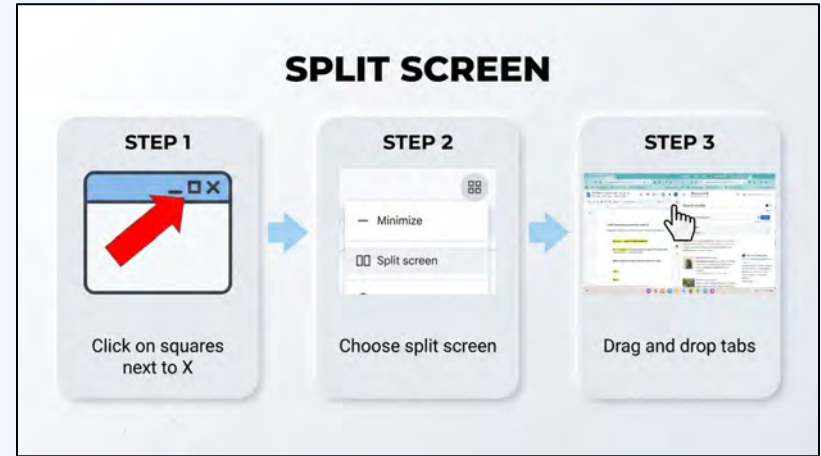 SPLIT SCREEN
STEP 1
Click on squares
next to X
STEP 2
Minimize
Split screen
Choose split screen
STEP 3
Drag and drop tabs